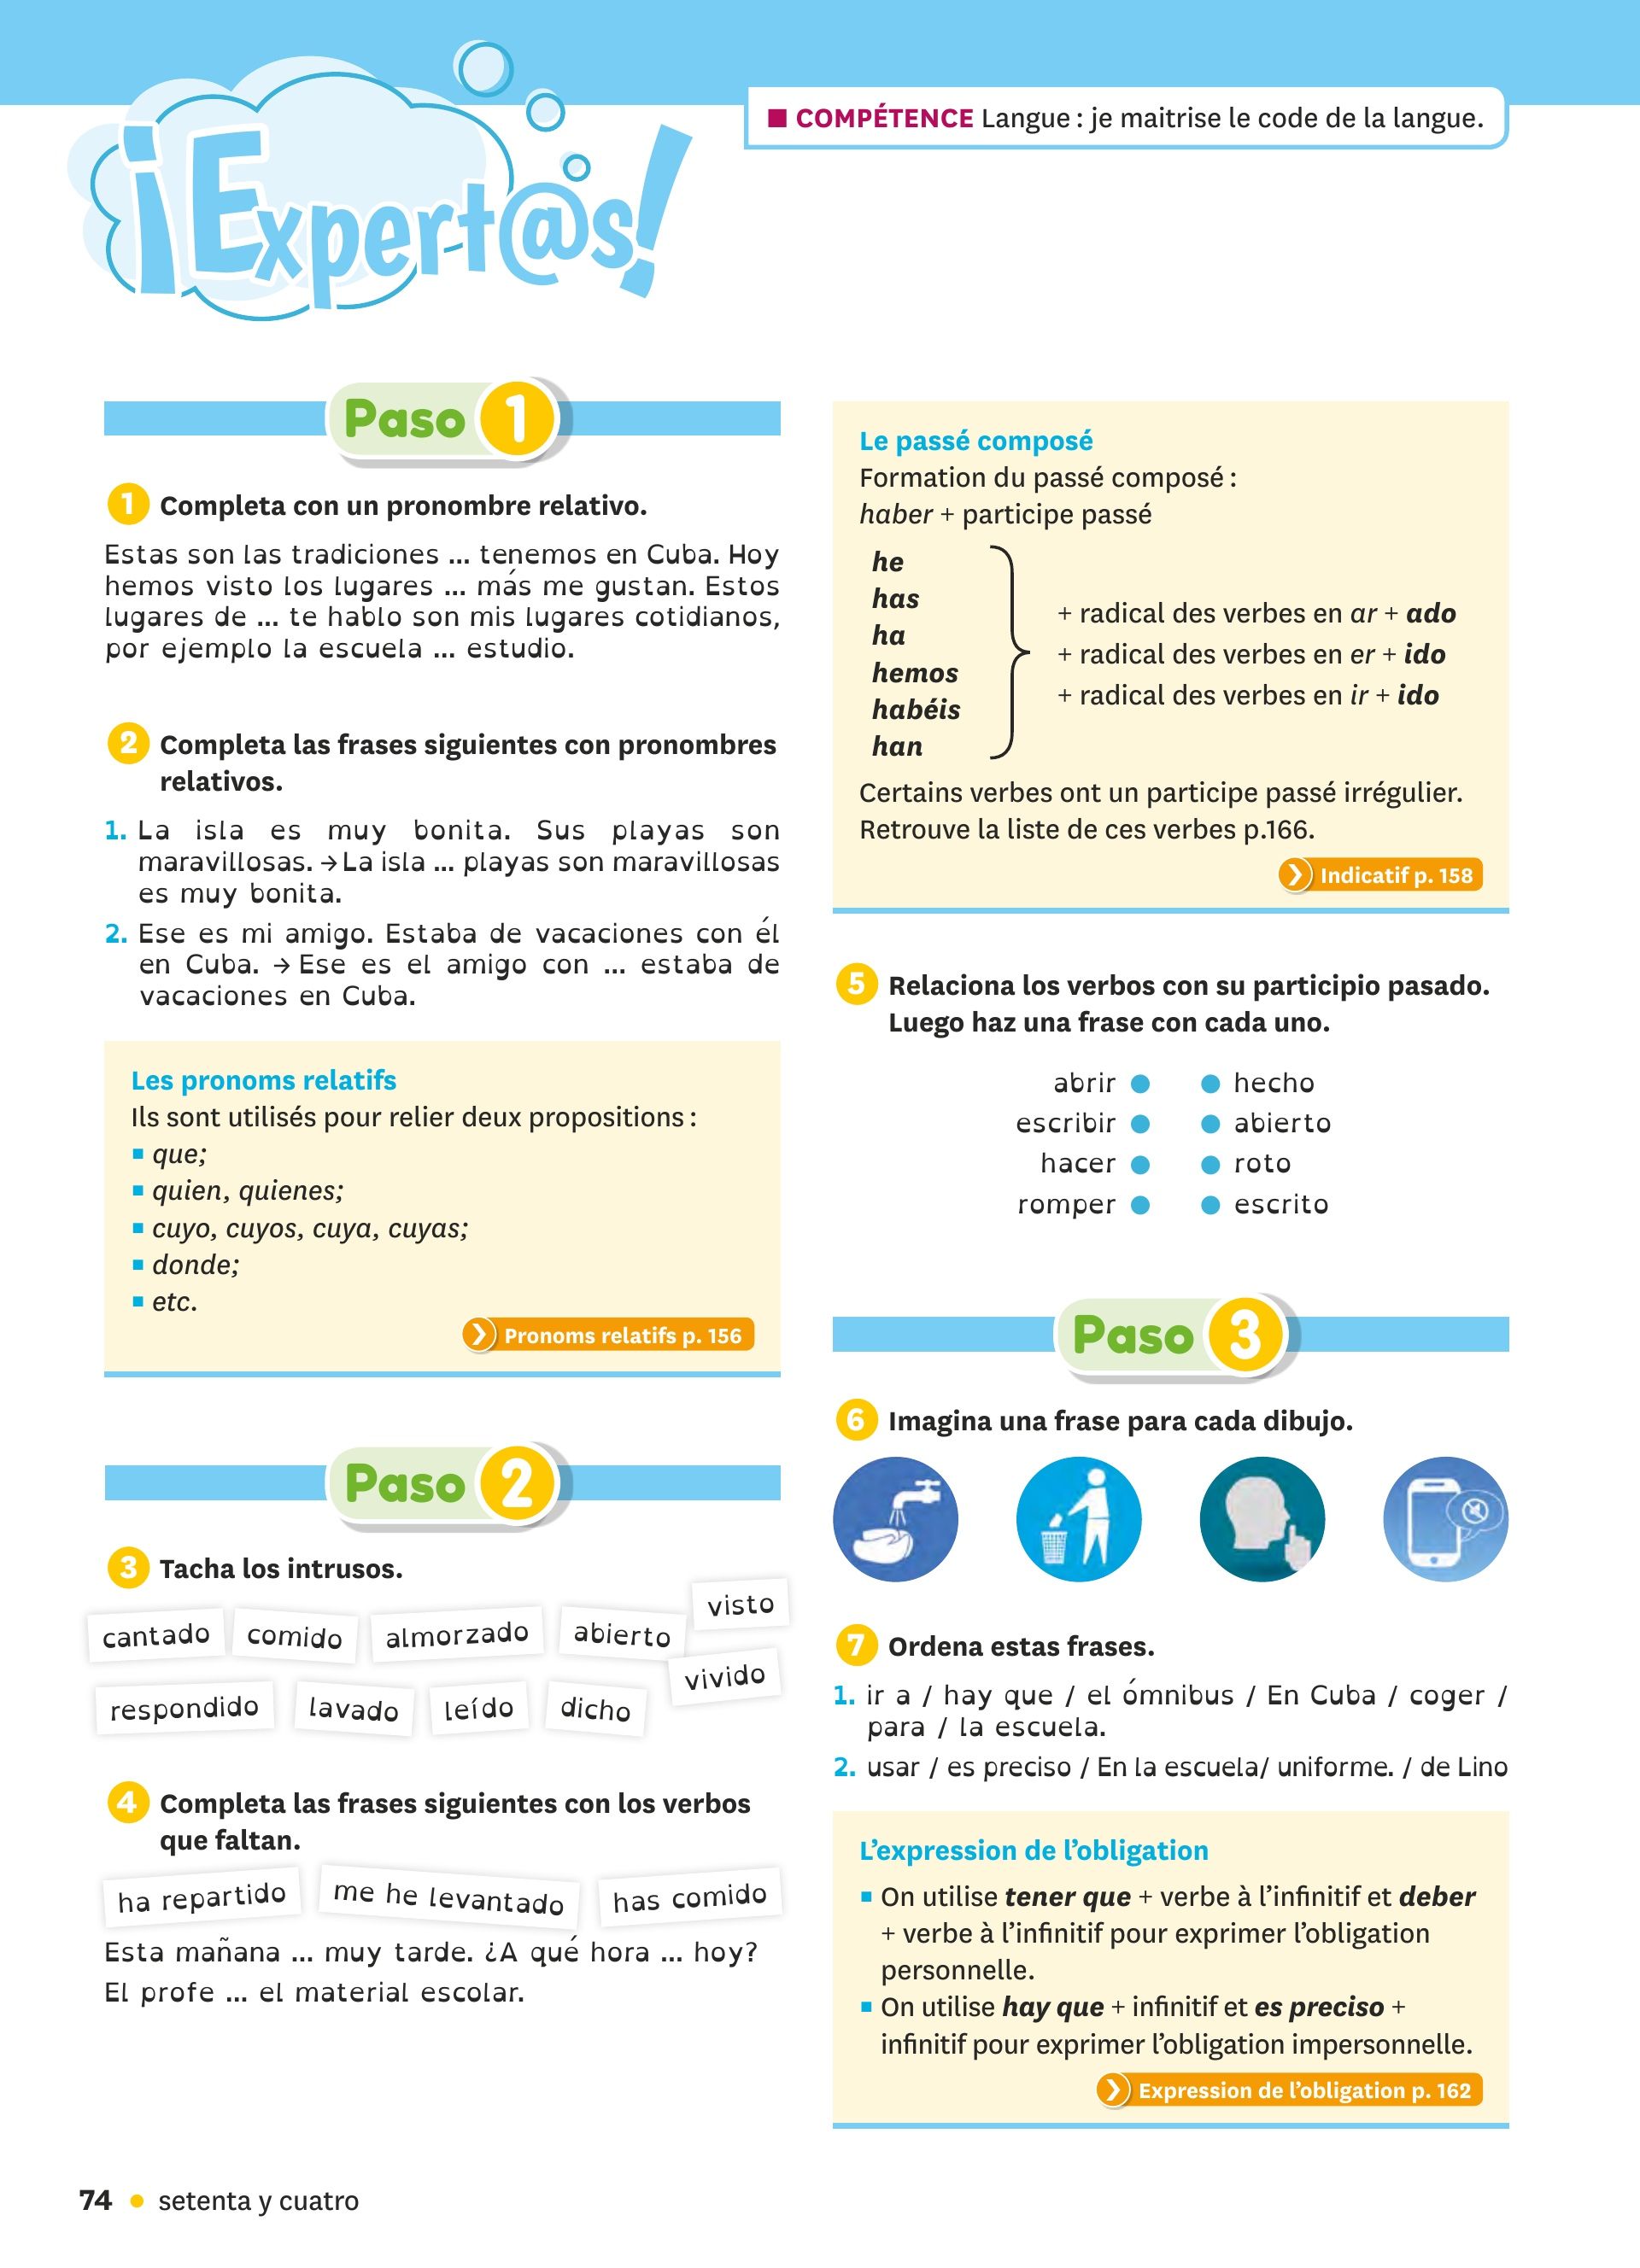 ¡Expert@s!
■ COMPÉTENCE Langue : je maitrise le code de la langue.
Paso 1
1 Completa con un pronombre relativo.
Estas son las tradiciones ... tenemos en Cuba. Hoy
hemos visto los lugares ... más me gustan. Estos
lugares de ... te hablo son mis lugares cotidianos,
por ejemplo la escuela ... estudio.
2 Completa las frases siguientes con pronombres
relativos.
1. La isla es muy bonita. Sus playas son
maravillosas. → La isla ... playas son maravillosas
es muy bonita.
2. Ese es mi amigo. Estaba de vacaciones con él
en Cuba. → Ese es el amigo con ... estaba de
vacaciones en Cuba.
Les pronoms relatifs
Ils sont utilisés pour relier deux propositions :
▪ que;
▪ quien, quienes;
▪ cuyo, cuyos, cuya, cuyas;
▪ donde;
▪ etc.
Pronoms relatifs p. 156
Paso 2
3 Tacha los intrusos.
cantado comido almorzado abierto visto
respondido lavado leído dicho vivido
4 Completa las frases siguientes con los verbos
que faltan.
ha repartido me he levantado has comido
Esta mañana ... muy tarde. ¿A qué hora ... hoy?
El profe ... el material escolar.
Le passé composé
Formation du passé composé :
haber + participe passé
he
has
ha
hemos
habéis
han
+ radical des verbes en ar + ado
+ radical des verbes en er + ido
+ radical des verbes en ir + ido
Certains verbes ont un participe passé irrégulier.
Retrouve la liste de ces verbes p.166.
Indicatif p. 158
5 Relaciona los verbos con su participio pasado.
Luego haz una frase con cada uno.
abrir ● ● hecho
escribir ● ● abierto
hacer ● ● roto
romper ● ● escrito
Paso 3
6 Imagina una frase para cada dibujo.
7 Ordena estas frases.
1. ir a / hay que / el ómnibus / En Cuba / coger /
para / la escuela.
2. usar / es preciso / En la escuela/ uniforme. / de Lino
L'expression de l'obligation
▪ On utilise tener que + verbe à l'infinitif et deber
+ verbe à l'infinitif pour exprimer l'obligation
personnelle.
▪ On utilise hay que + infinitif et es preciso +
infinitif pour exprimer l'obligation impersonnelle.
Expression de l'obligation p. 162
74 • setenta y cuatro